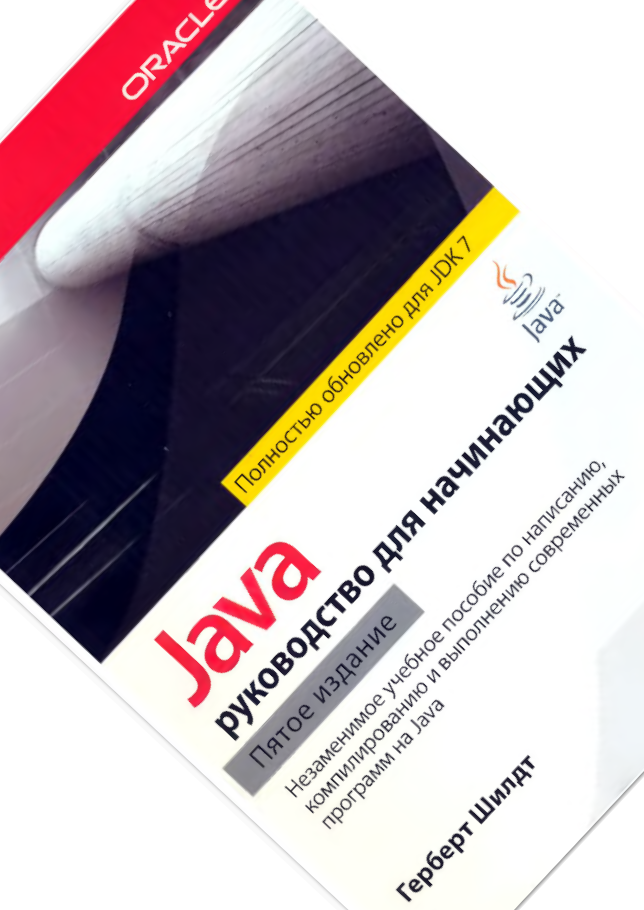 ORACLE
Полностью обновлено для JDK 7
Java™
Java
руководство для начинающих
Пятое издание
Незаменимое учебное пособие по написанию,
компилированию и выполнению современных
программ на Java
Герберт Шилдт